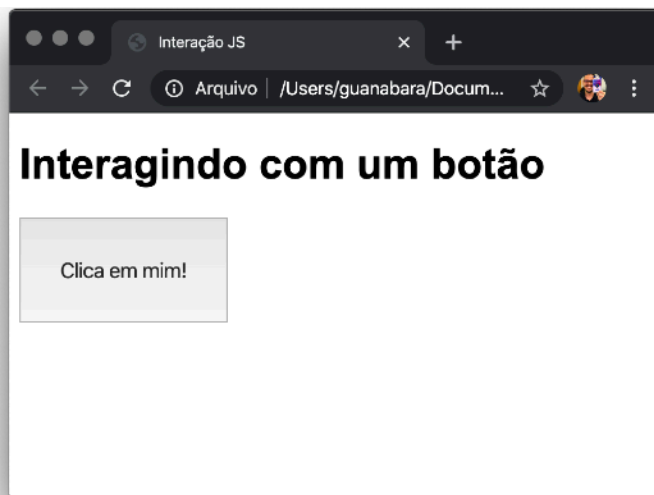 Interação JS
Arquivo /Users/guanabara/Docum...
Interagindo com um botão
Clica em mim!